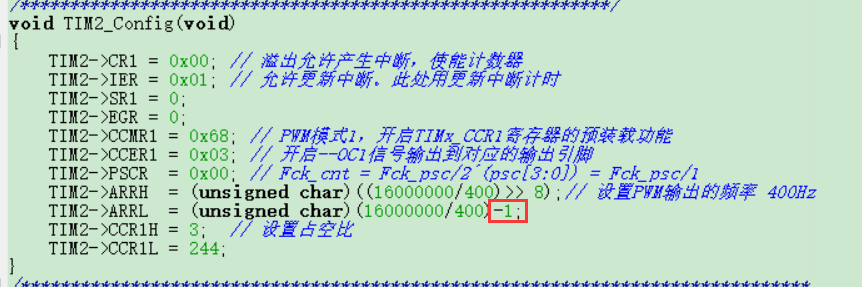 /***********************************************************/
void TIM2_Config(void)
{
TIM2->CR1 = 0x00; // 溢出允许产生中断，使能计数器
TIM2->IER = 0x01; // 允许更新中断。此处用更新中断计时
TIM2->SR1 = 0;
TIM2->EGR = 0;
TIM2->CCMR1 = 0x68; // PWM模式1，开启TIMx_CCR1寄存器的预装载功能
TIM2->CCER1 = 0x03; // 开启--OC1信号输出到对应的输出引脚
TIM2->PSCR = 0x00; // Fck_cnt = Fck_psc/2^(psc[3:0]) = Fck_psc/1
TIM2->ARRH = (unsigned char)((16000000/400)>> 8);// 设置PWM输出的频率 400Hz
TIM2->ARRL = (unsigned char)(16000000/400)-1;
TIM2->CCR1H = 3; // 设置占空比
TIM2->CCR1L = 244;
}
/*******************************************************************************